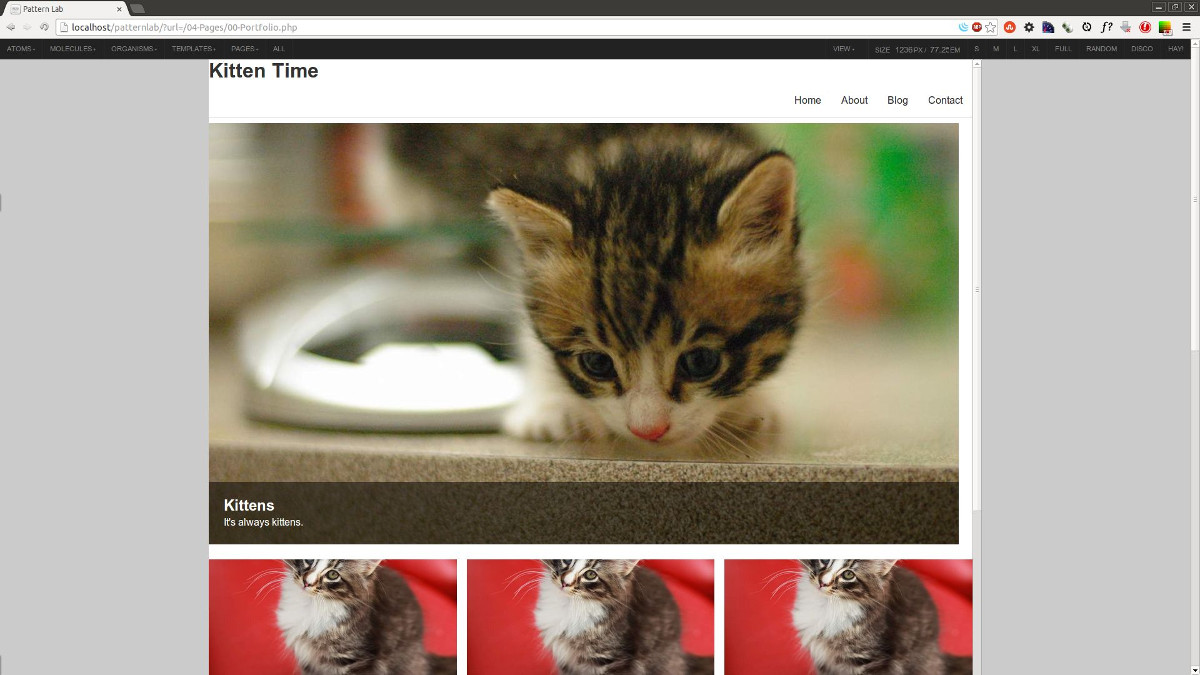 Pattern Lab
localhost/patternlab/?url=/04-Pages/00-Portfolio.php
ATOMS MOLECULES ORGANISMS TEMPLATES PAGES ALL VIEW SIZE 1236PX / 77.25EM S M L XL FULL RANDOM DISCO HAY!
Kitten Time
Home About Blog Contact
Kittens
It's always kittens.